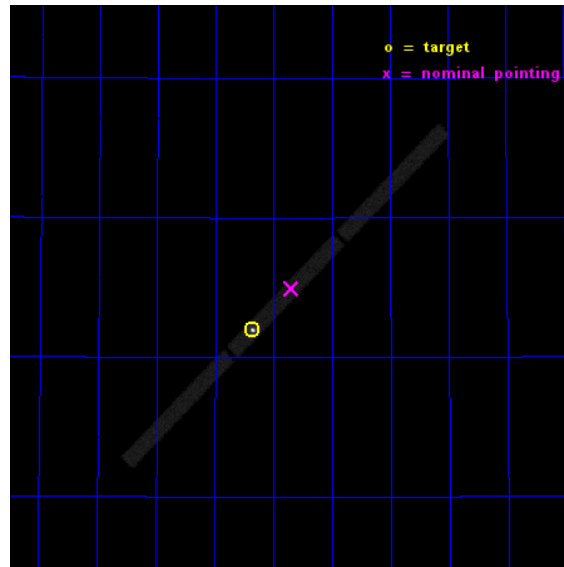 o = target
x = nominal pointing